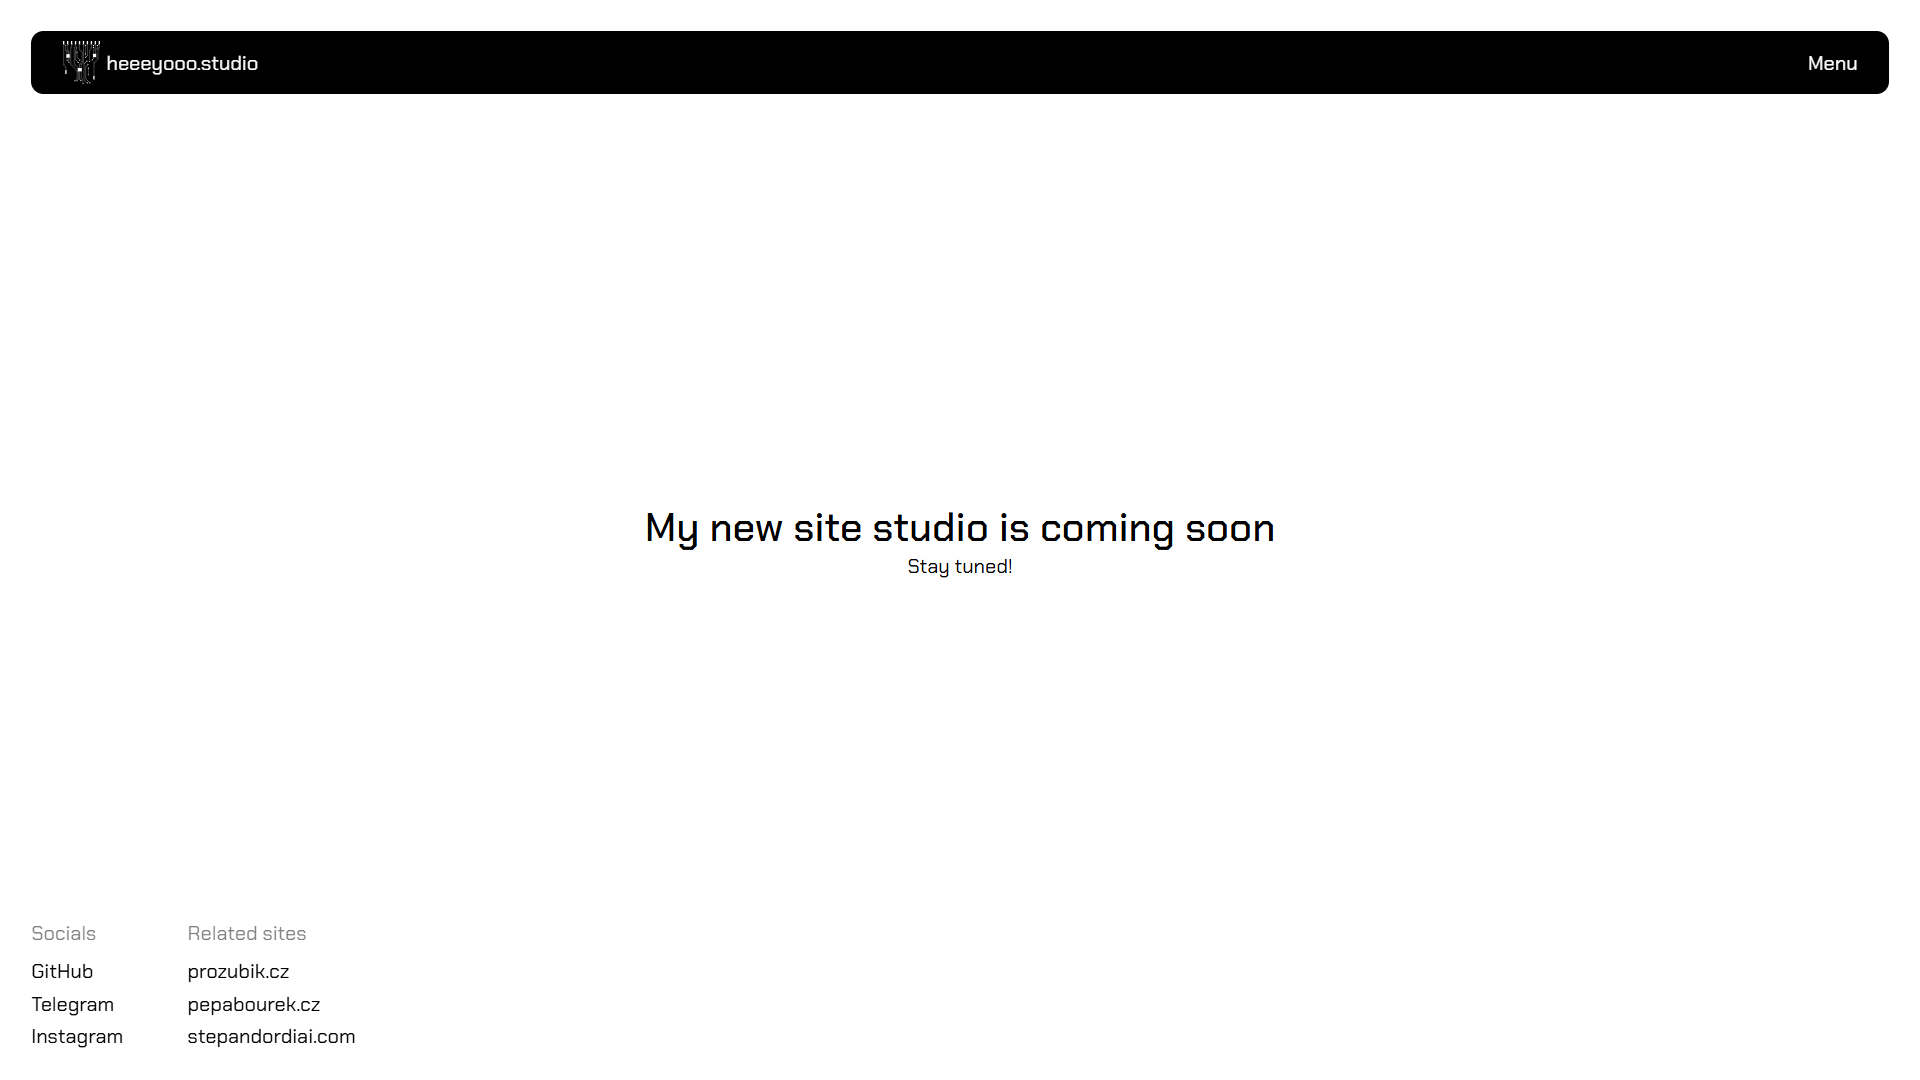 heeeyooo.studio
Menu
My new site studio is coming soon
Stay tuned!
Socials
GitHub
Telegram
Instagram
Related sites
prozubik.cz
pepabourek.cz
stepandordiai.com